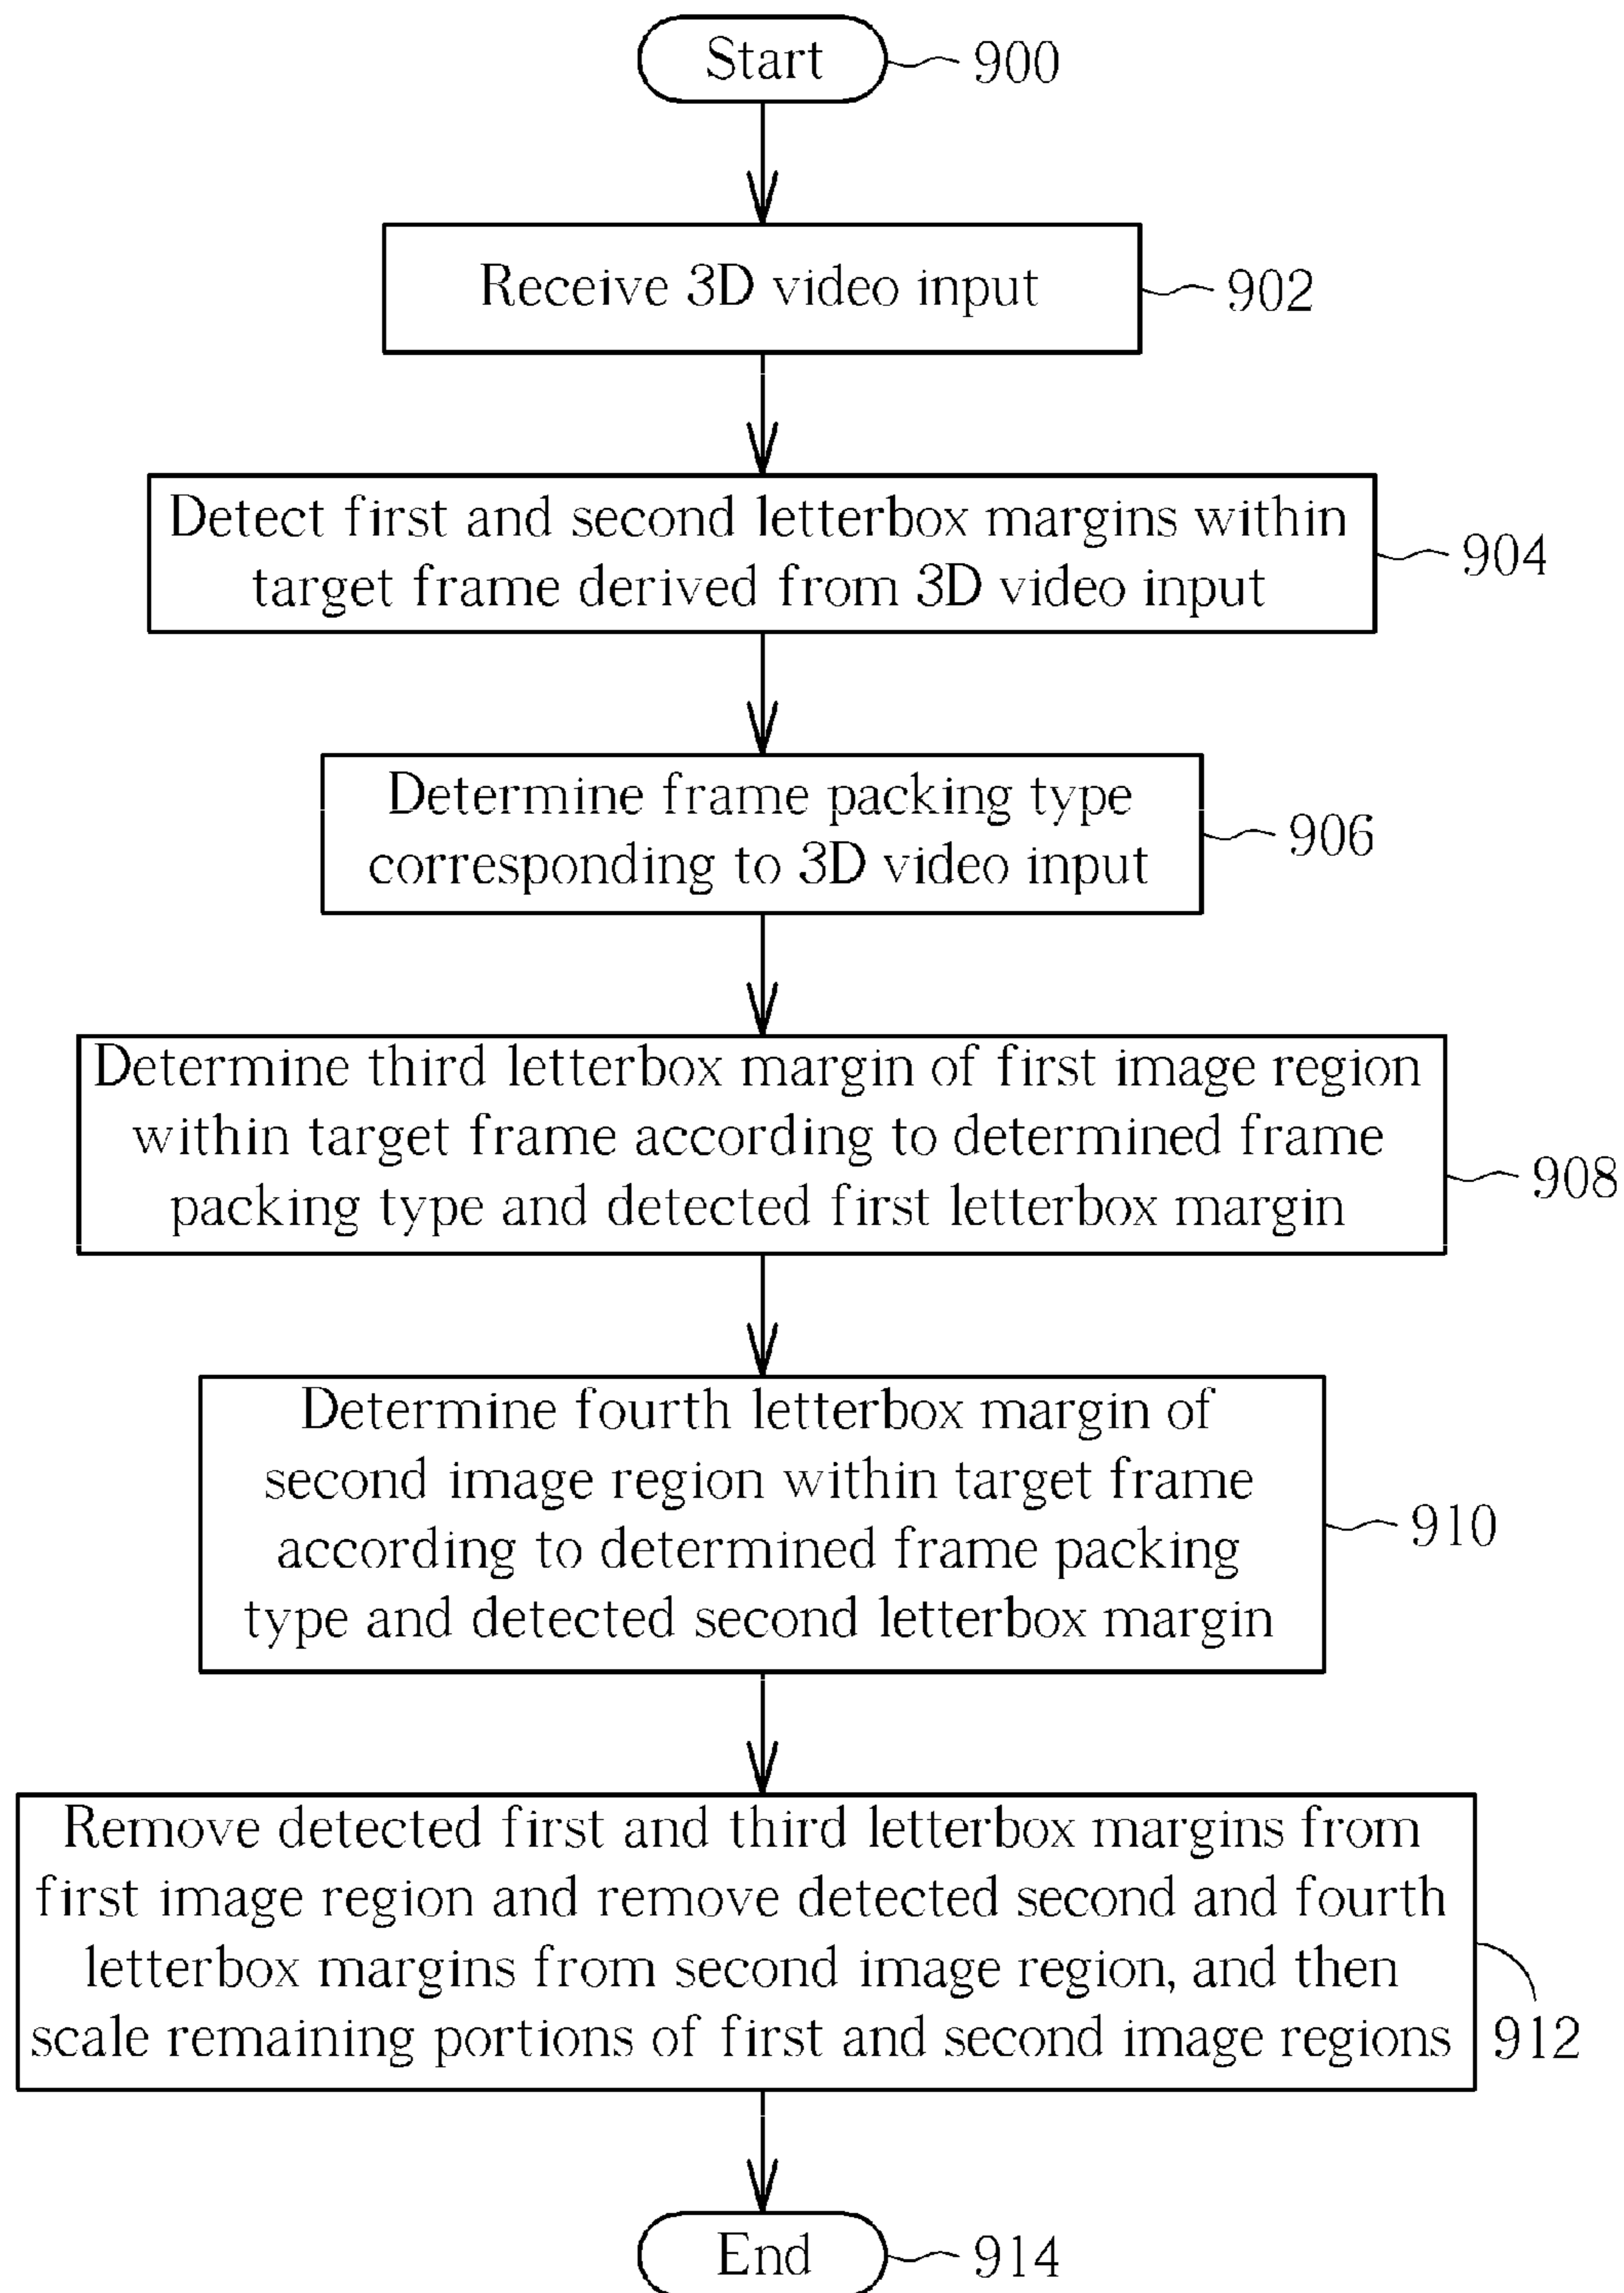 Start
900
Receive 3D video input
902
Detect first and second letterbox margins within
target frame derived from 3D video input
904
Determine frame packing type
corresponding to 3D video input
906
Determine third letterbox margin of first image region
within target frame according to determined frame
packing type and detected first letterbox margin
908
Determine fourth letterbox margin of
second image region within target frame
according to determined frame packing
type and detected second letterbox margin
910
Remove detected first and third letterbox margins from
first image region and remove detected second and fourth
letterbox margins from second image region, and then
scale remaining portions of first and second image regions
912
End
914